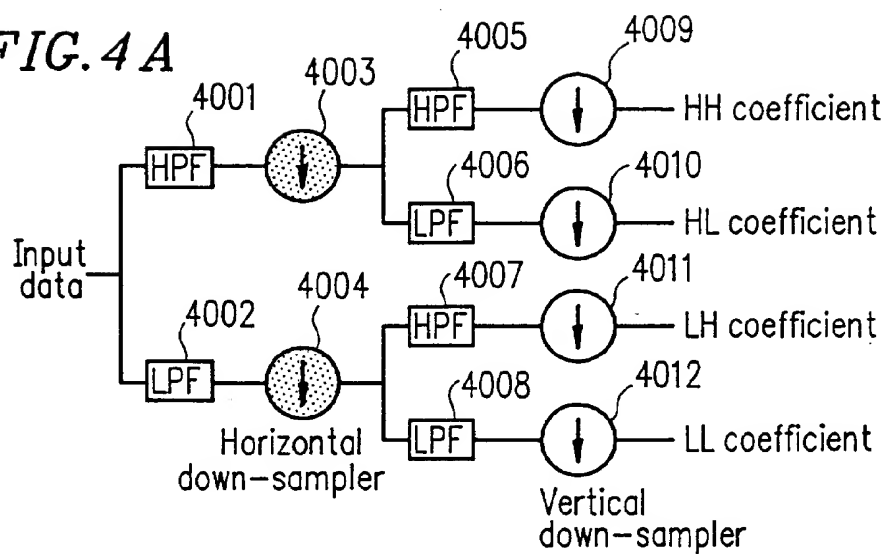 FIG. 4 A
4001
4003
4005
4009
HPF
HPF
HH coefficient
4006
4010
LPF
HL coefficient
Input
data
4002
4004
4007
4011
HPF
LH coefficient
LPF
4008
4012
LPF
LL coefficient
Horizontal
down-sampler
Vertical
down-sampler